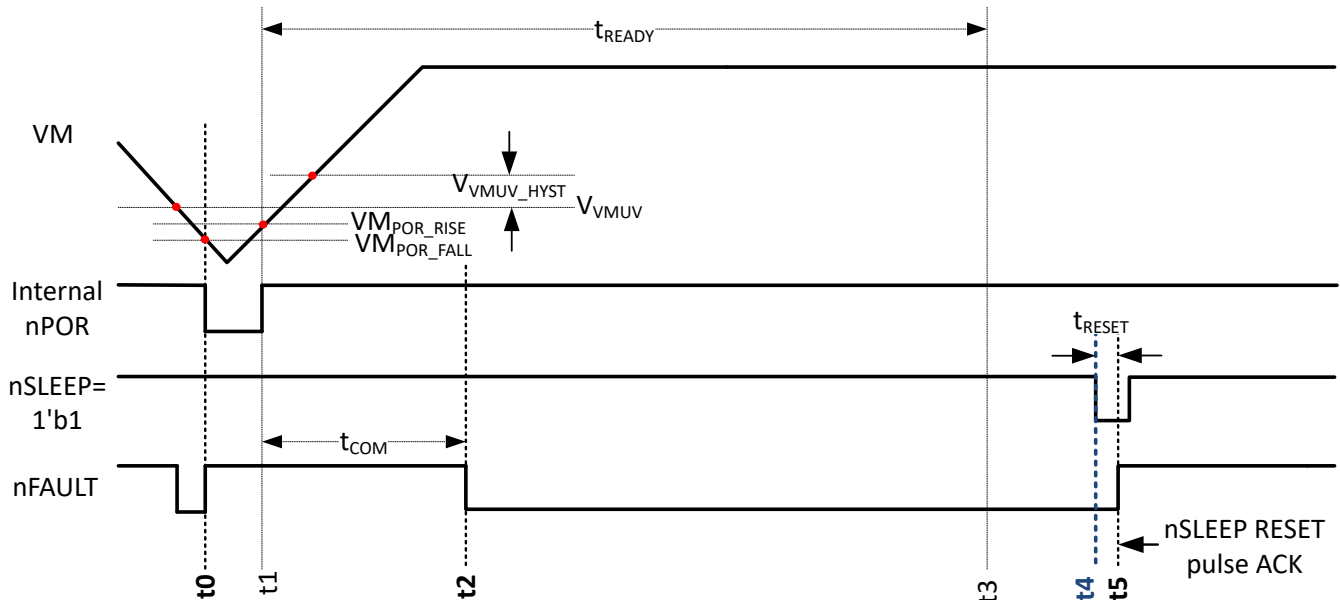 tREADY
VM
VVMUV_HYST
VVMUV
VMPOR_RISE
VMPOR_FALL
Internal
nPOR
tRESET
nSLEEP=
1'b1
tCOM
nFAULT
nSLEEP RESET
pulse ACK
t0
t1
t2
t3
t4
t5